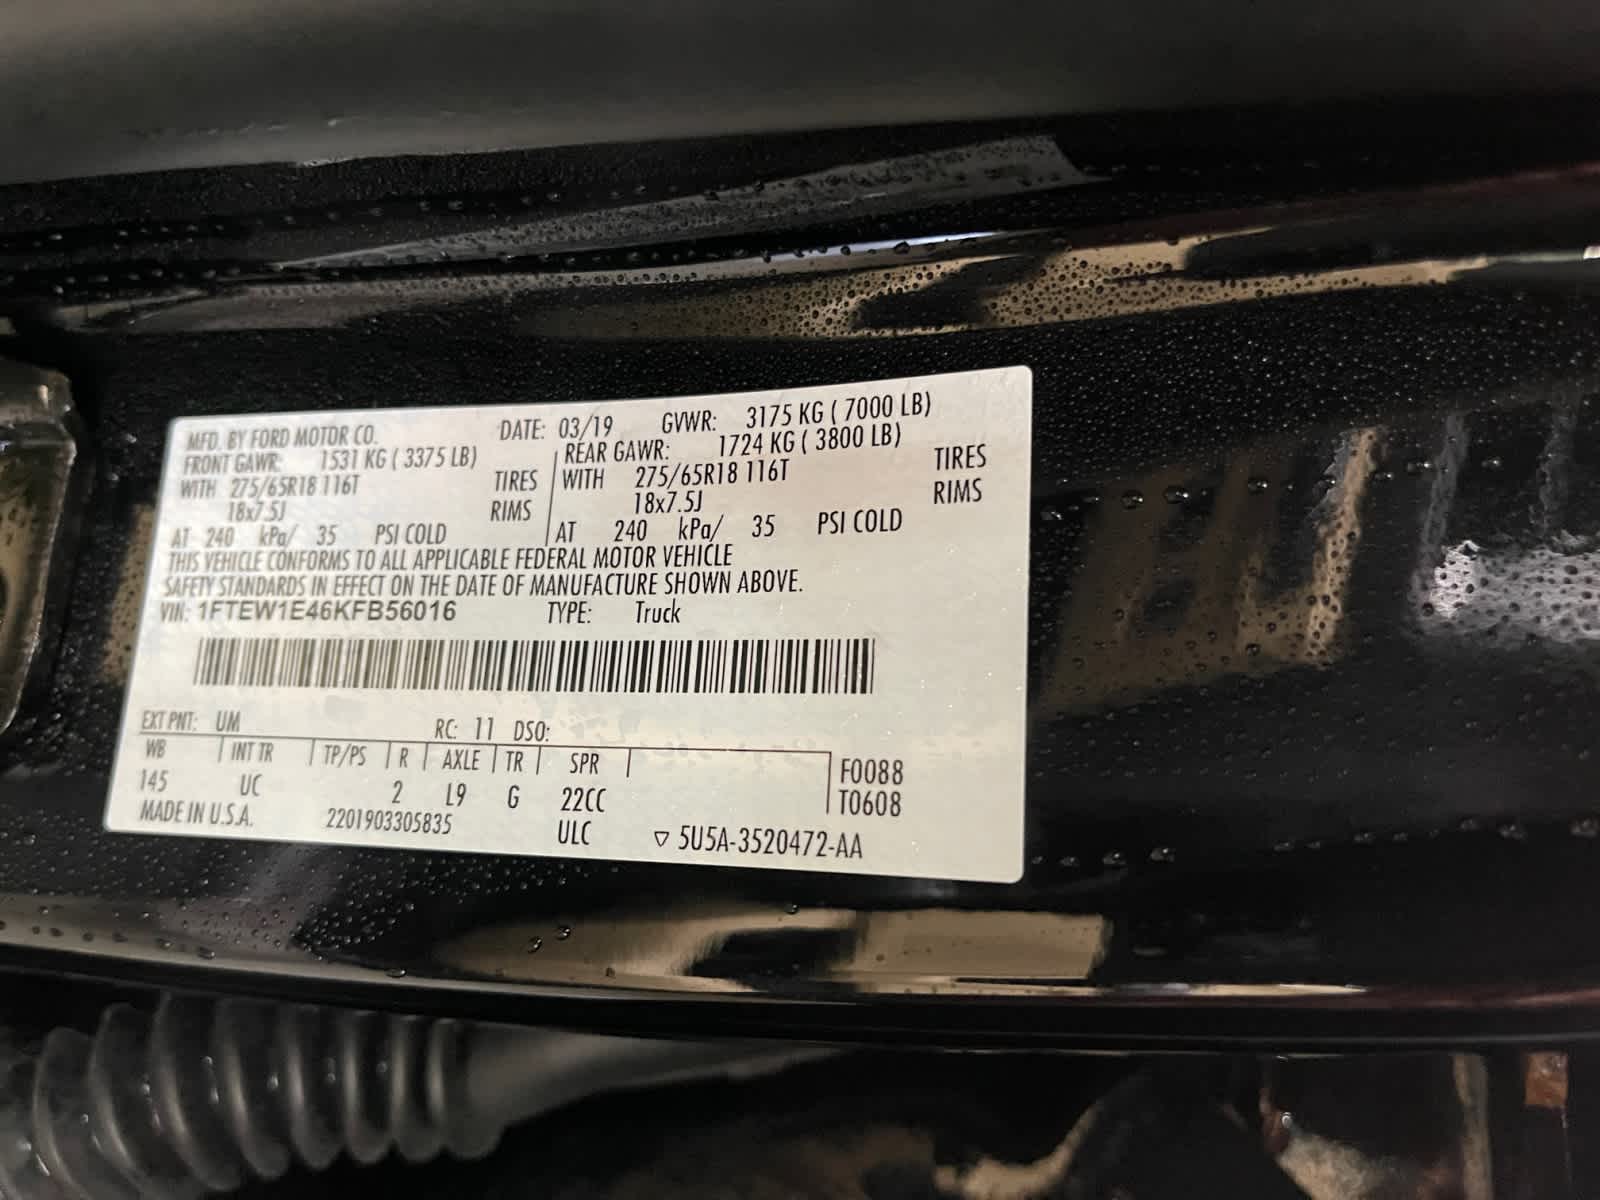 MFD. BY FORD MOTOR CO. DATE: 03/19 GVWR: 3175 KG ( 7000 LB)
FRONT GAWR: 1531 KG ( 3375 LB) REAR GAWR: 1724 KG ( 3800 LB)
WITH 275/65R18 116T TIRES WITH 275/65R18 116T TIRES
18x7.5J RIMS 18x7.5J RIMS
AT 240 kPa/ 35 PSI COLD AT 240 kPa/ 35 PSI COLD
THIS VEHICLE CONFORMS TO ALL APPLICABLE FEDERAL MOTOR VEHICLE
SAFETY STANDARDS IN EFFECT ON THE DATE OF MANUFACTURE SHOWN ABOVE.
VIN: 1FTEW1E46KFB56016 TYPE: Truck
EXT PNT: UM RC: 11 DSO:
WB INT TR TP/PS R AXLE TR SPR F0088
145 UC 2 L9 G 22CC T0608
MADE IN U.S.A. 2201903305835 ULC ▽ 5U5A-3520472-AA